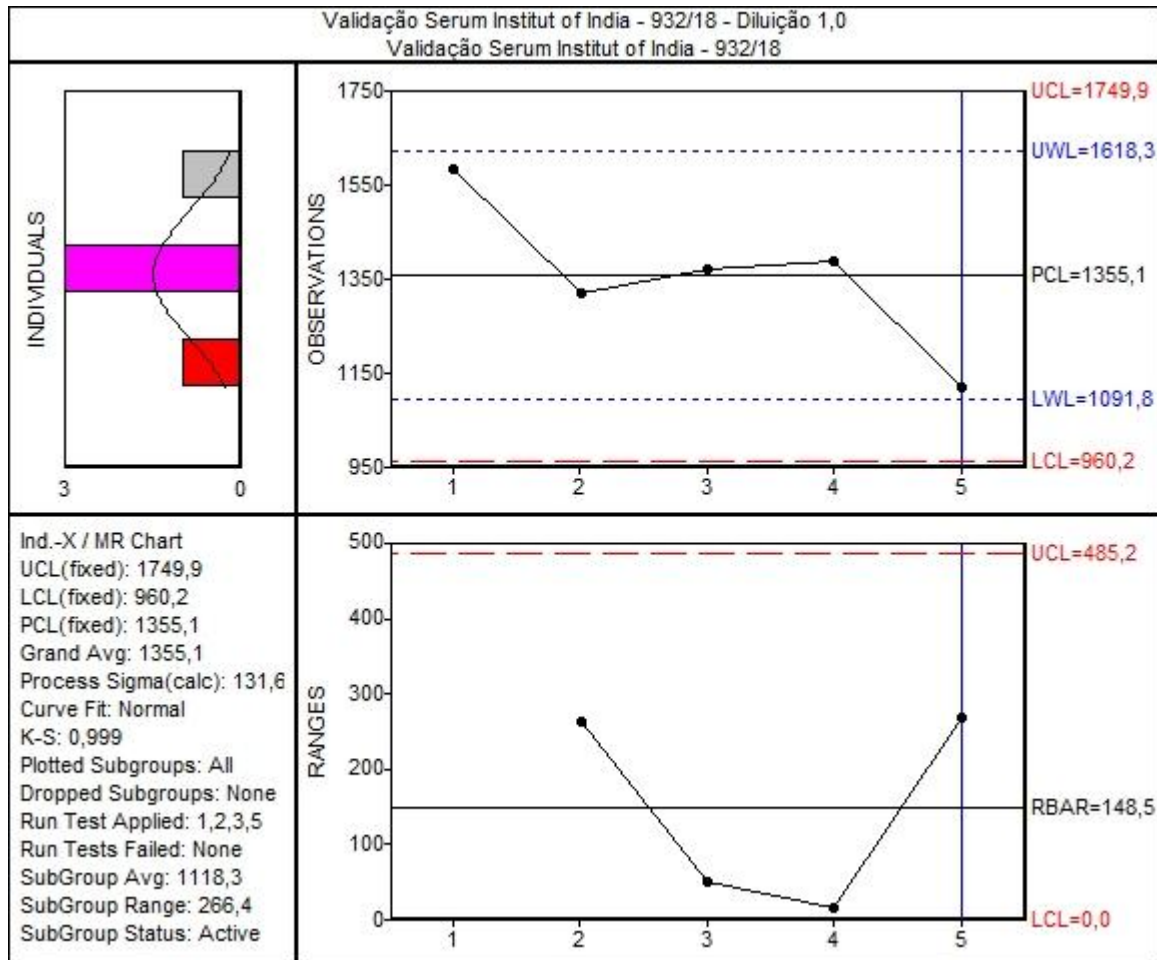 Validação Serum Institut of India - 932/18 - Diluição 1,0
Validação Serum Institut of India - 932/18
INDIVIDUALS
3
0
OBSERVATIONS
1750
1550
1350
1150
950
1
2
3
4
5
UCL=1749,9
UWL=1618,3
PCL=1355,1
LWL=1091,8
LCL=960,2
Ind.-X / MR Chart
UCL(fixed): 1749,9
LCL(fixed): 960,2
PCL(fixed): 1355,1
Grand Avg: 1355,1
Process Sigma(calc): 131,6
Curve Fit: Normal
K-S: 0,999
Plotted Subgroups: All
Dropped Subgroups: None
Run Test Applied: 1,2,3,5
Run Tests Failed: None
SubGroup Avg: 1118,3
SubGroup Range: 266,4
SubGroup Status: Active
RANGES
500
400
300
200
100
0
1
2
3
4
5
UCL=485,2
RBAR=148,5
LCL=0,0